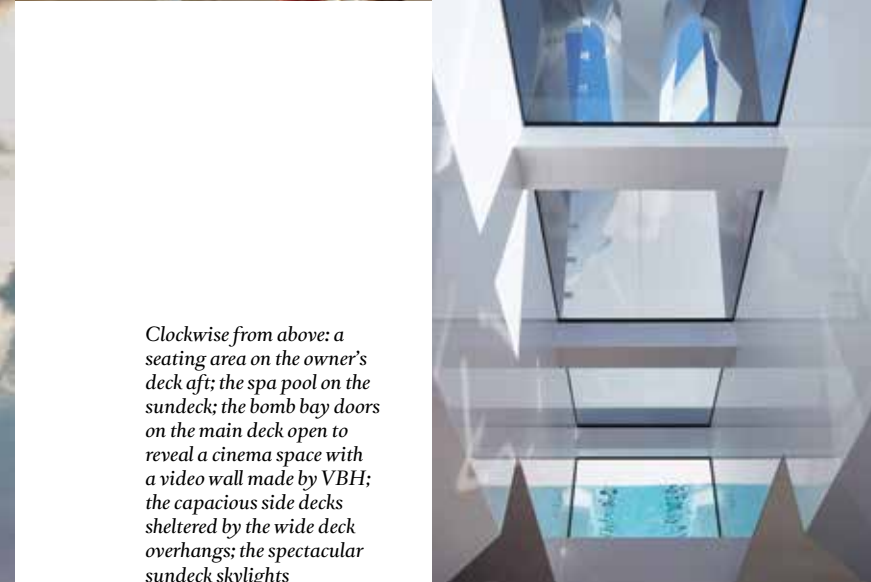 Clockwise from above: a
seating area on the owner's
deck aft; the spa pool on the
sundeck; the bomb bay doors
on the main deck open to
reveal a cinema space with
a video wall made by VBH;
the capacious side decks
sheltered by the wide deck
overhangs; the spectacular
sundeck skylights